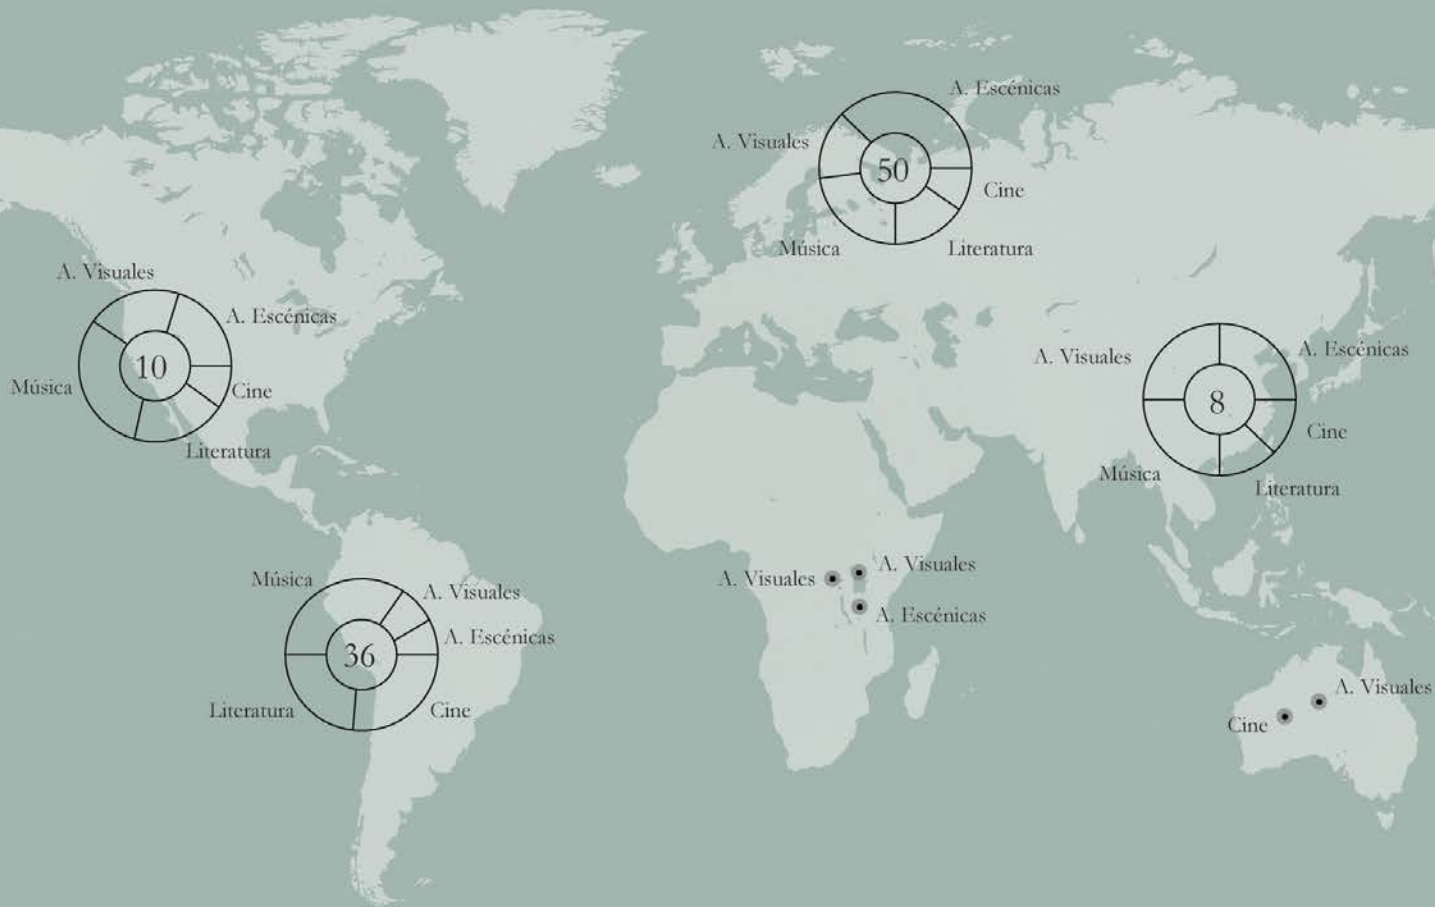 A. Escénicas
A. Visuales
50
Cine
Música
Literatura
A. Visuales
A. Escénicas
10
Música
Cine
Literatura
A. Visuales
A. Escénicas
8
Cine
Música
Literatura
Música
A. Visuales
A. Escénicas
36
Literatura
Cine
A. Visuales
A. Visuales
A. Escénicas
A. Visuales
Cine